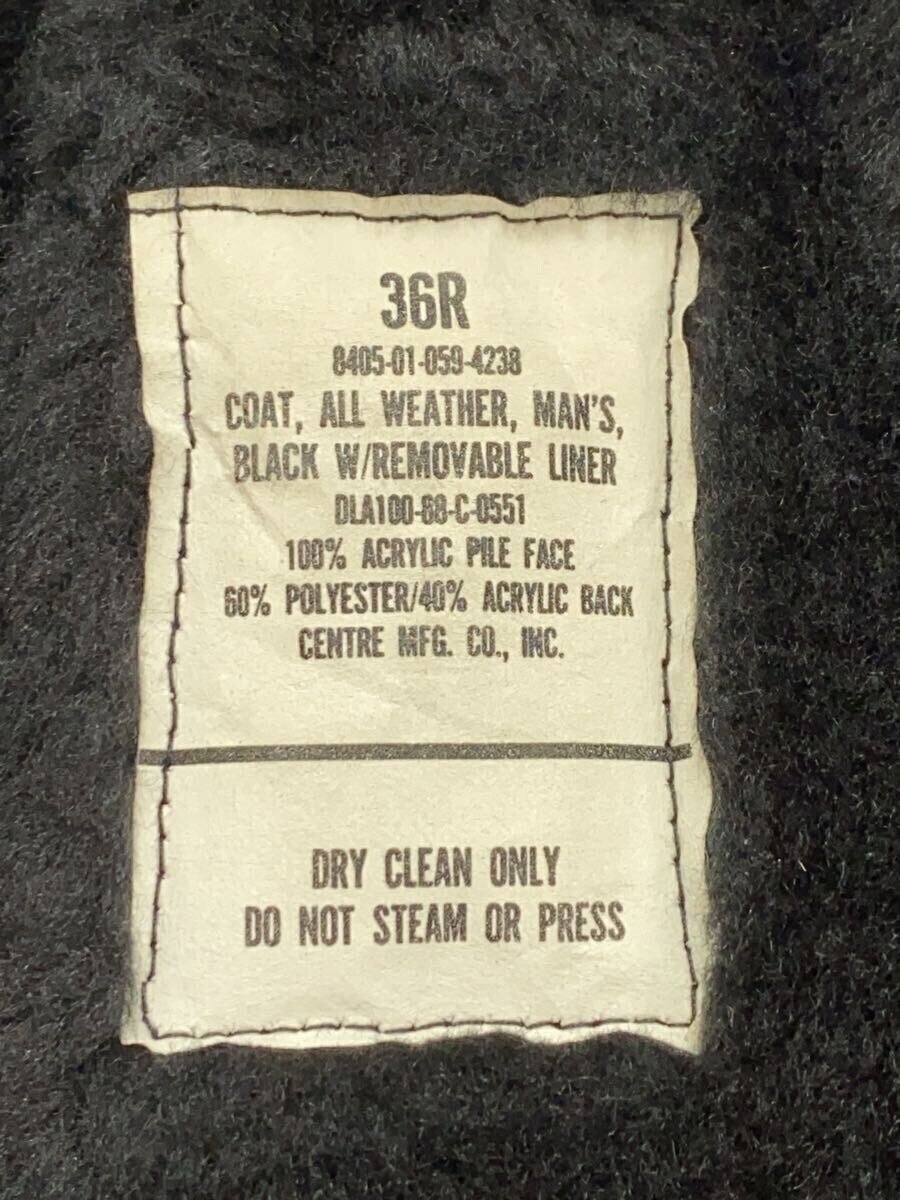 36R
8405-01-059-4238
COAT, ALL WEATHER, MAN'S,
BLACK W/REMOVABLE LINER
DLA100-88-C-0551
100% ACRYLIC PILE FACE
60% POLYESTER/40% ACRYLIC BACK
CENTRE MFG. CO., INC.
DRY CLEAN ONLY
DO NOT STEAM OR PRESS